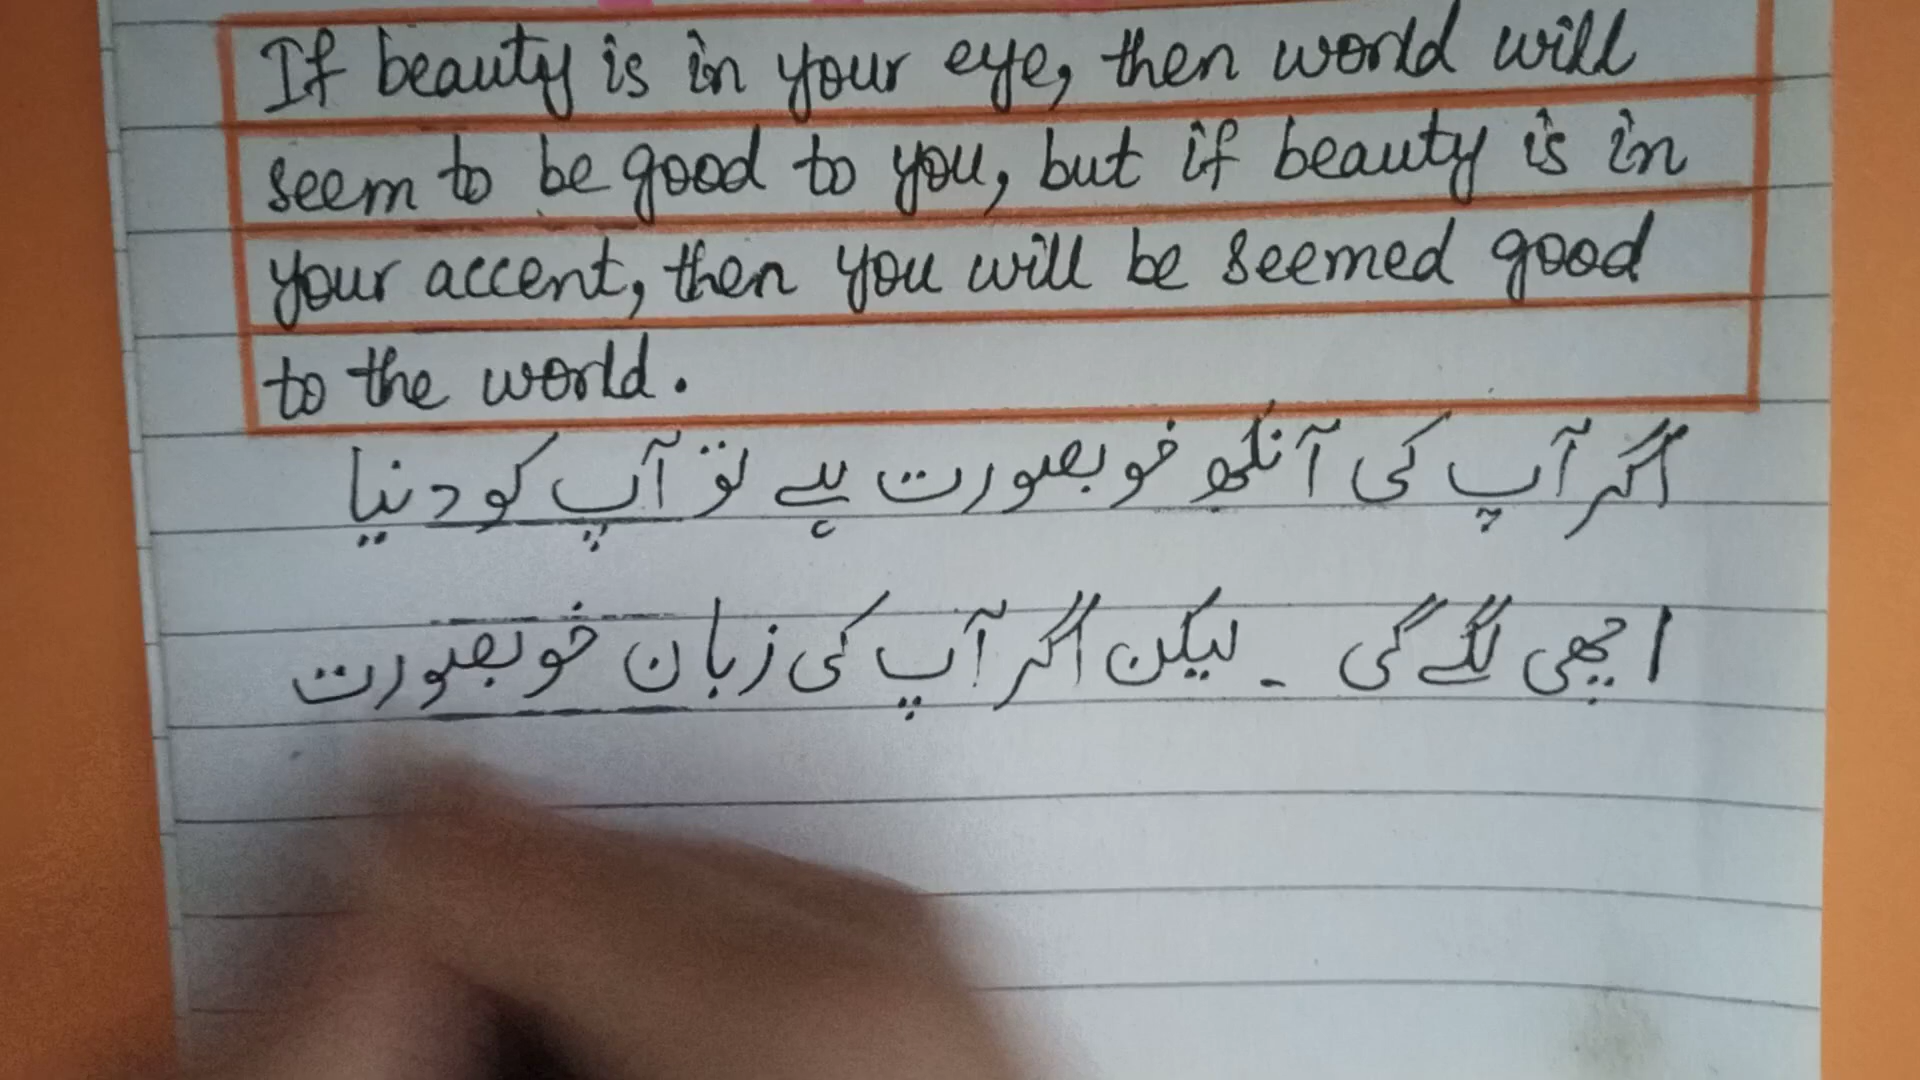 If beauty is in your eye, then world will
seem to be good to you, but if beauty is in
your accent, then you will be seemed good
to the world.
اگر آپ کی آنکھ خوبصورت ہے تو آپ کو دنیا
اچھی لگے گی ۔ لیکن اگر آپ کی زبان خوبصورت